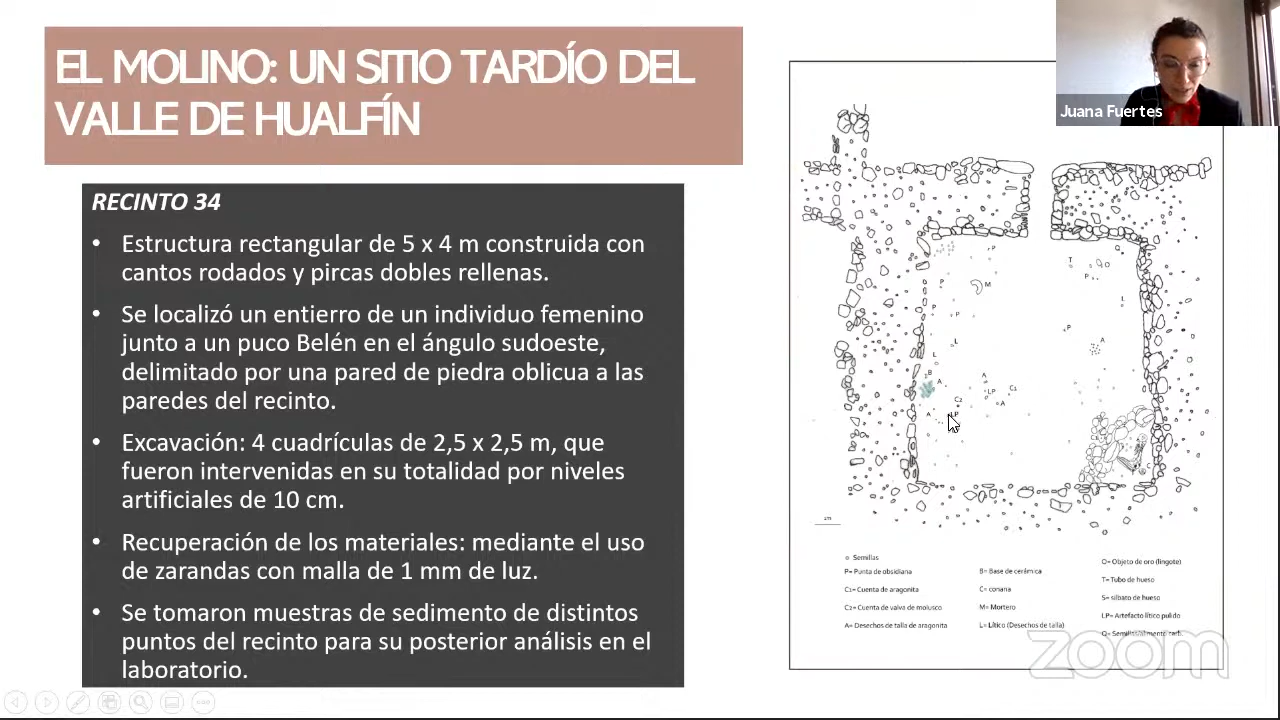 EL MOLINO: UN SITIO TARDÍO DEL
VALLE DE HUALFÍN
Juana Fuertes
RECINTO 34
• Estructura rectangular de 5 x 4 m construida con
cantos rodados y pircas dobles rellenas.
• Se localizó un entierro de un individuo femenino
junto a un puco Belén en el ángulo sudoeste,
delimitado por una pared de piedra oblicua a las
paredes del recinto.
• Excavación: 4 cuadrículas de 2,5 x 2,5 m, que
fueron intervenidas en su totalidad por niveles
artificiales de 10 cm.
• Recuperación de los materiales: mediante el uso
de zarandas con malla de 1 mm de luz.
• Se tomaron muestras de sedimento de distintos
puntos del recinto para su posterior análisis en el
laboratorio.
P
T
O
P
P
M
L
P
P
P
L
A
L
B
A
A
LP
C1
C2
A
A
LP
o Semillas
P= Punta de obsidiana
C1= Cuenta de aragonita
C2= Cuenta de valva de molusco
A= Desechos de talla de aragonita
B= Base de cerámica
C= conana
M= Mortero
L= Lítico (Desechos de talla)
O= Objeto de oro (lingote)
T= Tubo de hueso
S= silbato de hueso
LP= Artefacto lítico pulido
zoom